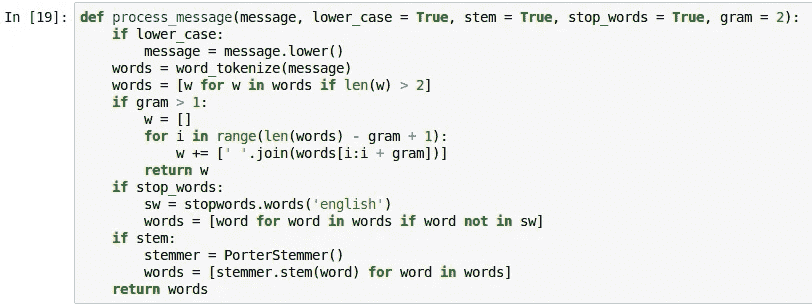 In [19]: def process_message(message, lower_case = True, stem = True, stop_words = True, gram = 2):
    if lower_case:
        message = message.lower()
    words = word_tokenize(message)
    words = [w for w in words if len(w) > 2]
    if gram > 1:
        w = []
        for i in range(len(words) - gram + 1):
            w += [' '.join(words[i:i + gram])]
        return w
    if stop_words:
        sw = stopwords.words('english')
        words = [word for word in words if word not in sw]
    if stem:
        stemmer = PorterStemmer()
        words = [stemmer.stem(word) for word in words]
    return words